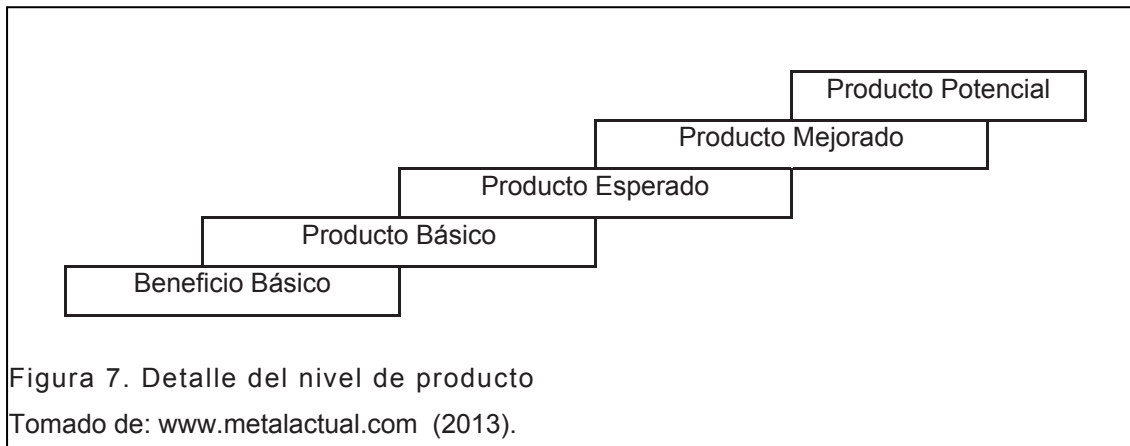 Producto Potencial
Producto Mejorado
Producto Esperado
Producto Básico
Beneficio Básico
Figura 7. Detalle del nivel de producto
Tomado de: www.metalactual.com (2013).